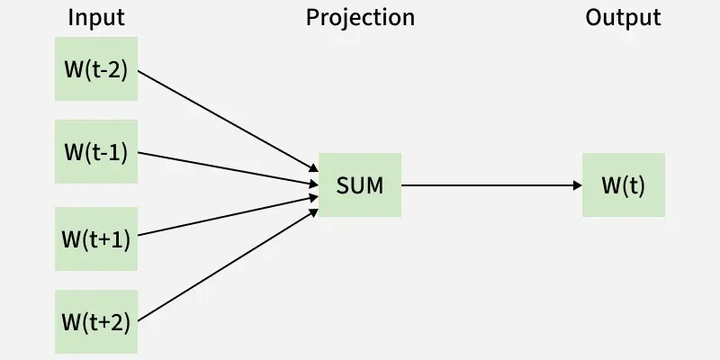 Input
Projection
Output
W(t-2)
W(t-1)
SUM
W(t)
W(t+1)
W(t+2)